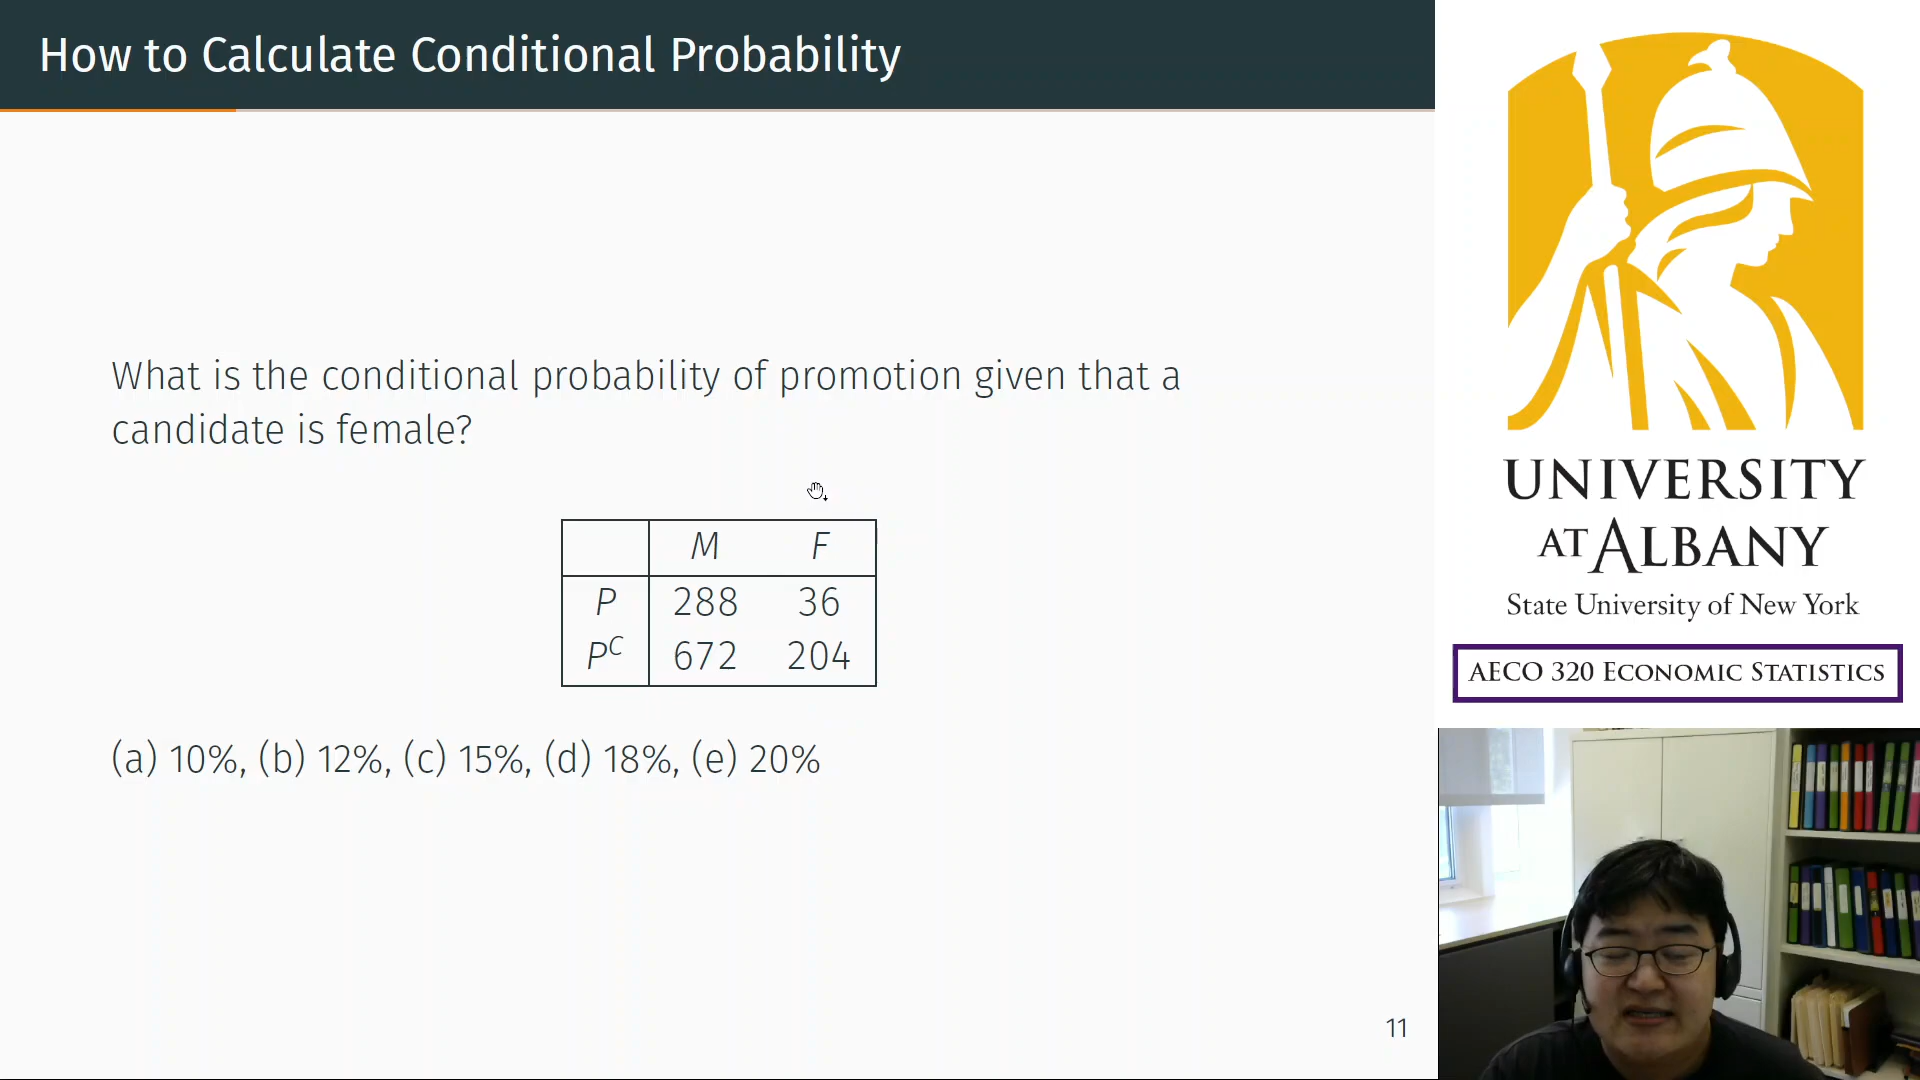 How to Calculate Conditional Probability
What is the conditional probability of promotion given that a
candidate is female?
M F
P 288 36
Pᶜ 672 204
(a) 10%, (b) 12%, (c) 15%, (d) 18%, (e) 20%
11
UNIVERSITY
AT ALBANY
State University of New York
AECO 320 ECONOMIC STATISTICS